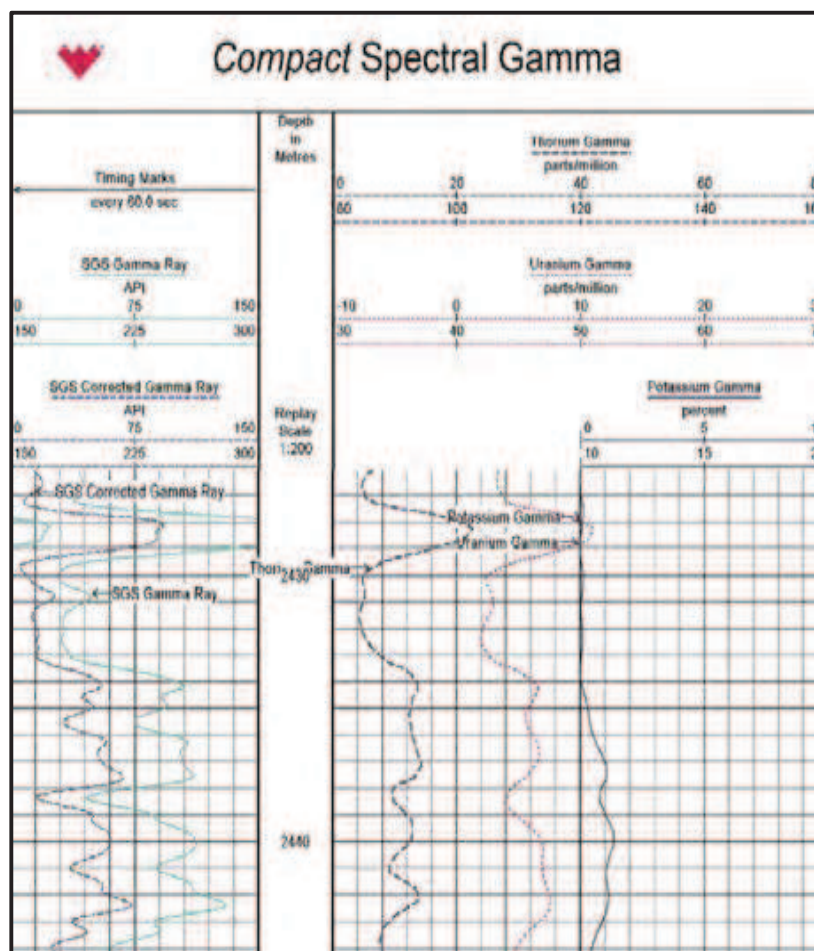 Compact Spectral Gamma
Depth
in
Metres
Timing Marks
every 60.0 sec
SGS Gamma Ray
API
0 75 150
150 225 300
SGS Corrected Gamma Ray
API
0 75 150
150 225 300
Replay
Scale
1:200
Thorium Gamma
parts/million
0 20 40 60
80 100 120 140
Uranium Gamma
parts/million
-10 0 10 20
30 40 50 60
Potassium Gamma
percent
0 5
10 15
SGS Corrected Gamma Ray
Potassium Gamma
Uranium Gamma
Thorium Gamma
2430
SGS Gamma Ray
2440